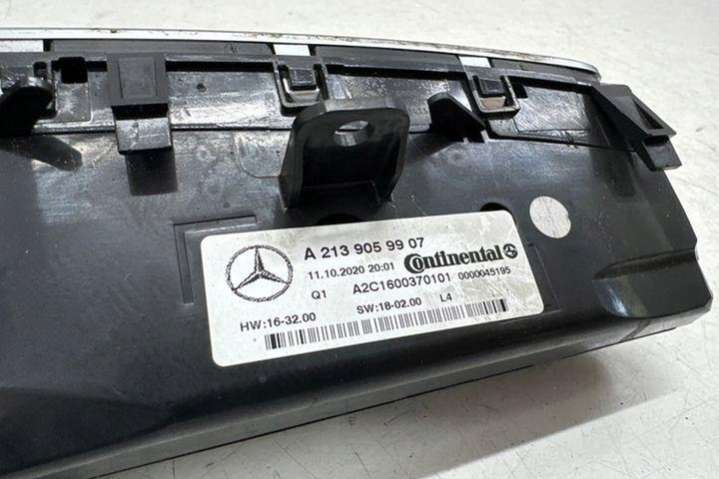 A 213 905 99 07
11.10.2020 20:01 Continental
Q1 A2C1600370101 0000045195
HW:16-32.00 SW:18-02.00 L4